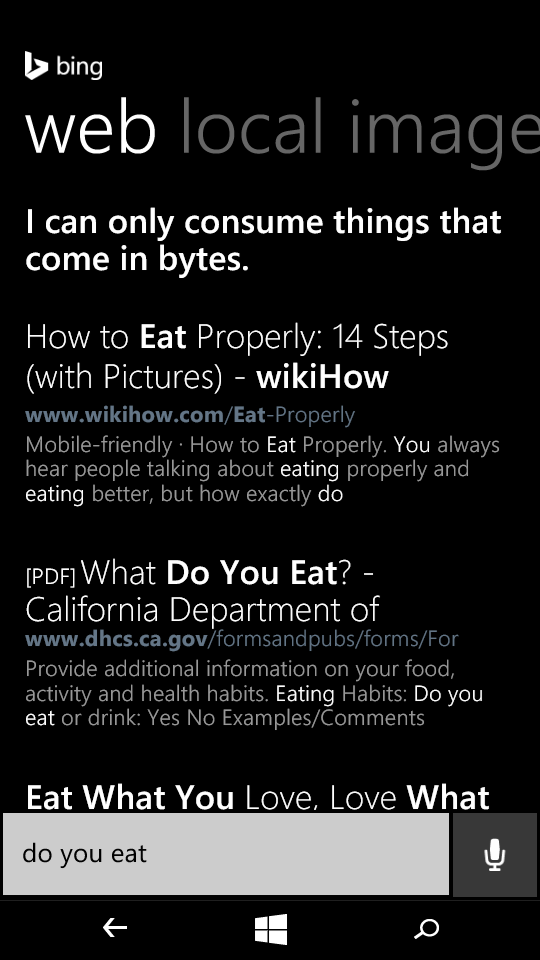 bing
web local image
I can only consume things that
come in bytes.
How to Eat Properly: 14 Steps
(with Pictures) - wikiHow
www.wikihow.com/Eat-Properly
Mobile-friendly · How to Eat Properly. You always
hear people talking about eating properly and
eating better, but how exactly do
[PDF] What Do You Eat? -
California Department of
www.dhcs.ca.gov/formsandpubs/forms/For
Provide additional information on your food,
activity and health habits. Eating Habits: Do you
eat or drink: Yes No Examples/Comments
Eat What You Love, Love What
do you eat